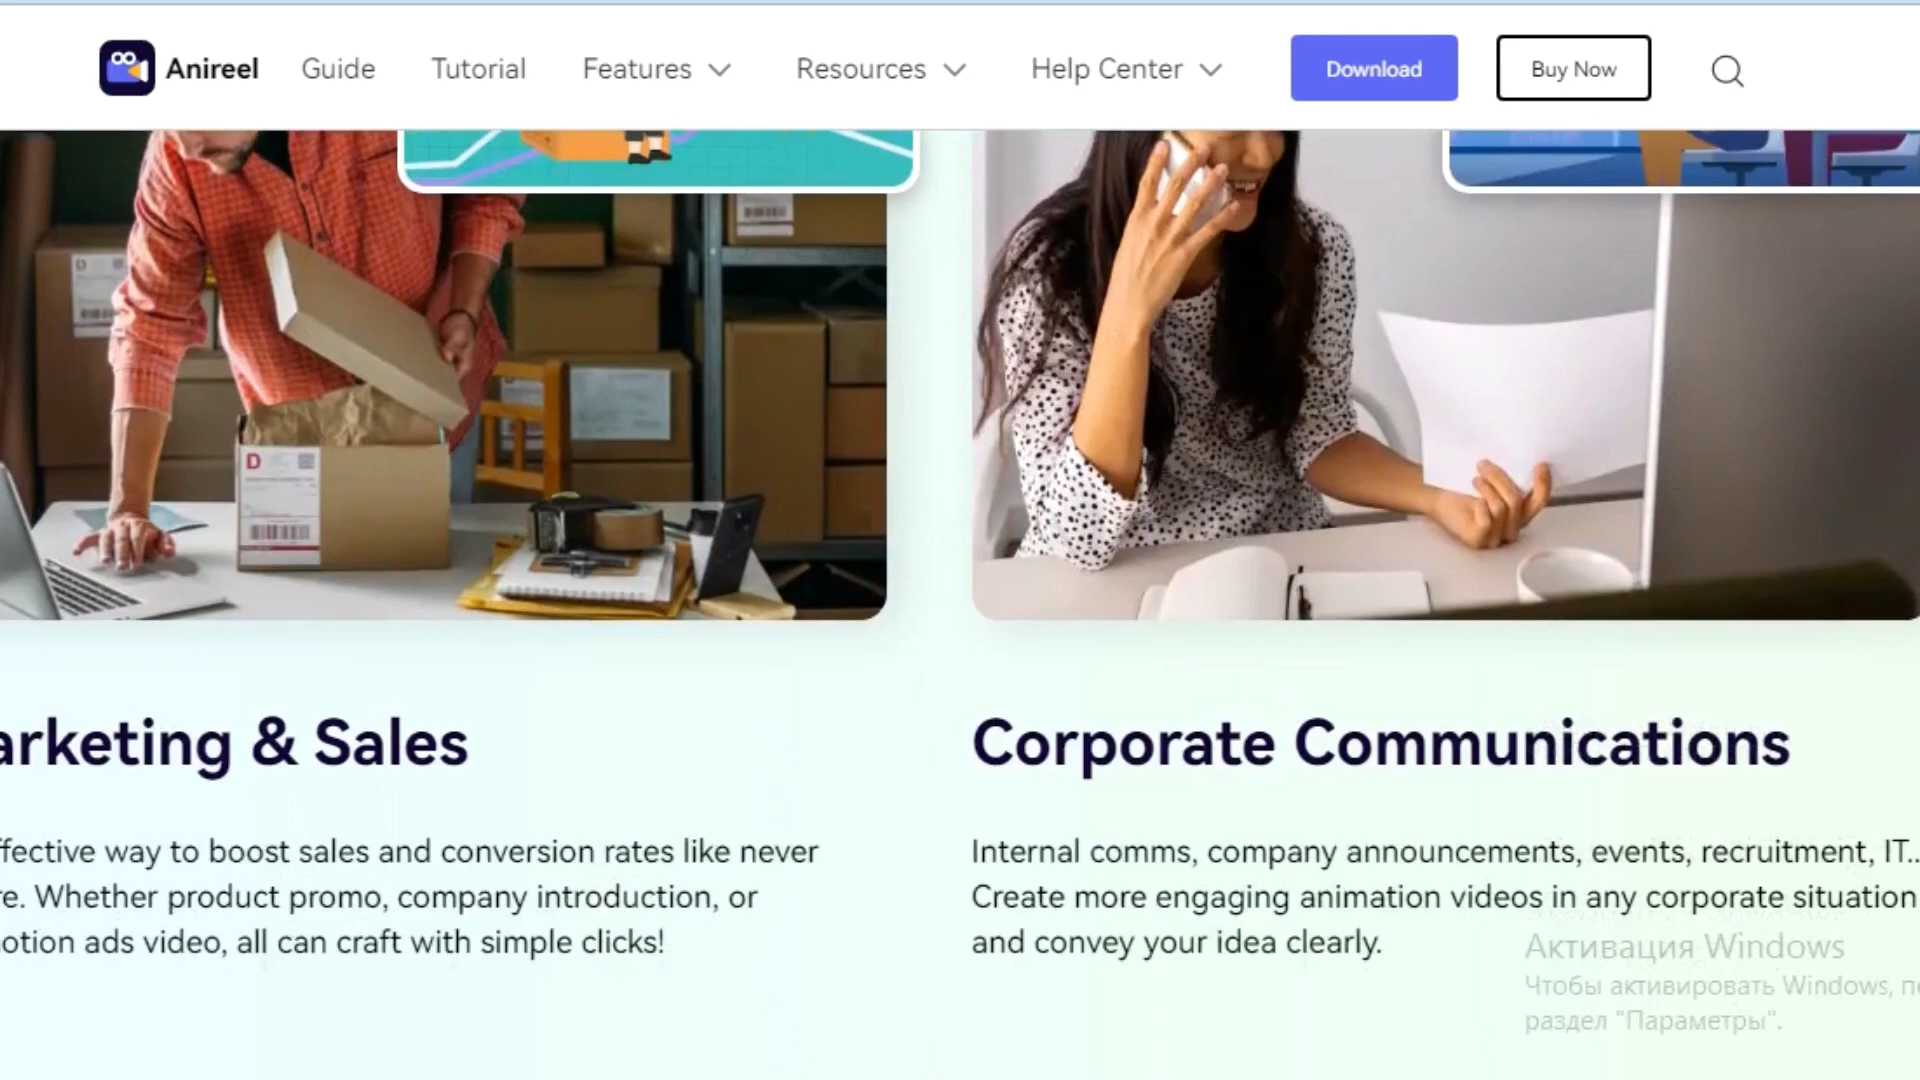 Anireel Guide Tutorial Features Resources Help Center Download Buy Now
D
D
arketing & Sales
ffective way to boost sales and conversion rates like never
re. Whether product promo, company introduction, or
otion ads video, all can craft with simple clicks!
Corporate Communications
Internal comms, company announcements, events, recruitment, IT..
Create more engaging animation videos in any corporate situation
and convey your idea clearly.
Активация Windows
Чтобы активировать Windows, пе
раздел "Параметры".